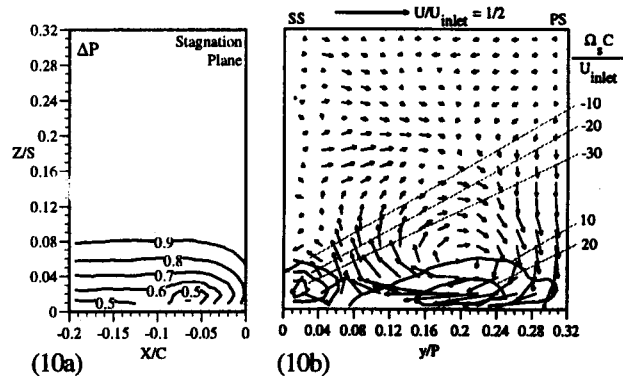 0.32
ΔP
Stagnation
Plane
0.28
0.24
Z/S
0.2
0.16
0.12
0.08
0.04
0
0.9
0.8
0.7
0.6
0.5
0.5
-0.2
-0.15
-0.1
-0.05
0
X/C
(10a)
SS
U/U inlet = 1/2
PS
Ω s C
U inlet
-10
-20
-30
10
20
0
0.04
0.08
0.12
0.16
0.2
0.24
0.28
0.32
y/P
(10b)